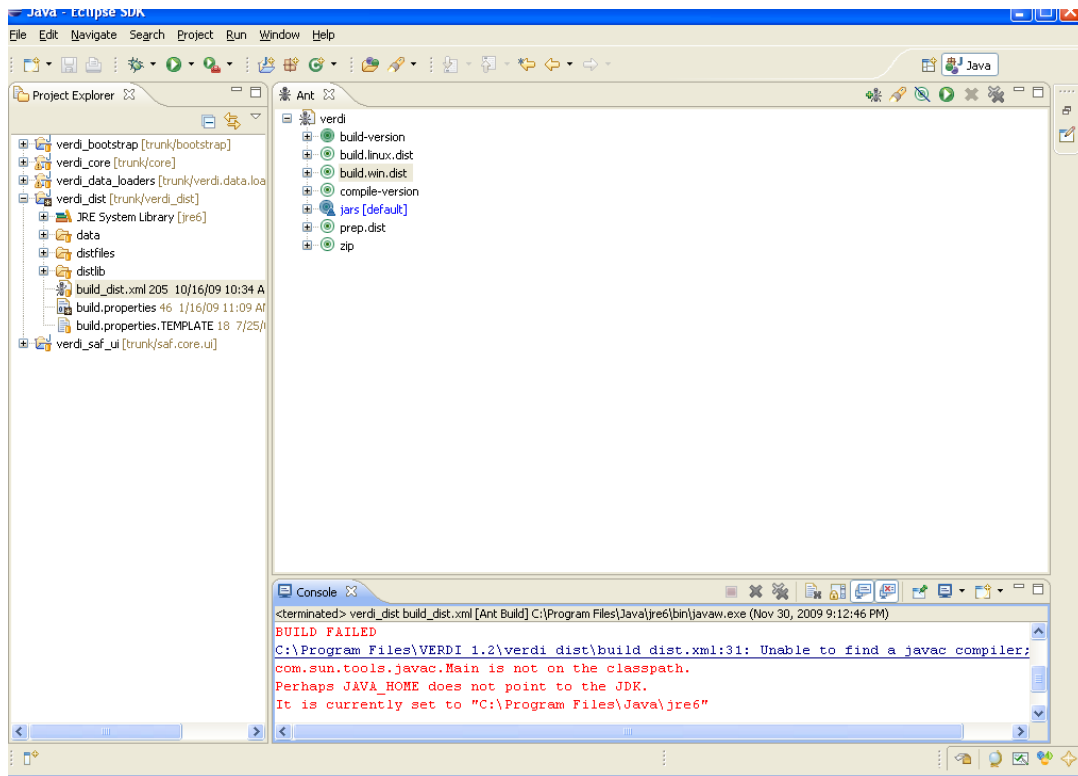 Java - Eclipse SDK
File Edit Navigate Search Project Run Window Help
Java
Project Explorer
verdi_bootstrap [trunk/bootstrap]
verdi_core [trunk/core]
verdi_data_loaders [trunk/verdi.data.loa
verdi_dist [trunk/verdi_dist]
JRE System Library [jre6]
data
distfiles
distlib
build_dist.xml 205 10/16/09 10:34 A
build.properties 46 1/16/09 11:09 AM
build.properties.TEMPLATE 18 7/25/
verdi_saf_ui [trunk/saf.core.ui]
Ant
verdi
build-version
build.linux.dist
build.win.dist
compile-version
jars [default]
prep.dist
zip
Console
<terminated> verdi_dist build_dist.xml [Ant Build] C:\Program Files\Java\jre6\bin\javaw.exe (Nov 30, 2009 9:12:46 PM)
BUILD FAILED
C:\Program Files\VERDI 1.2\verdi_dist\build_dist.xml:31: Unable to find a javac compiler;
com.sun.tools.javac.Main is not on the classpath.
Perhaps JAVA_HOME does not point to the JDK.
It is currently set to "C:\Program Files\Java\jre6"